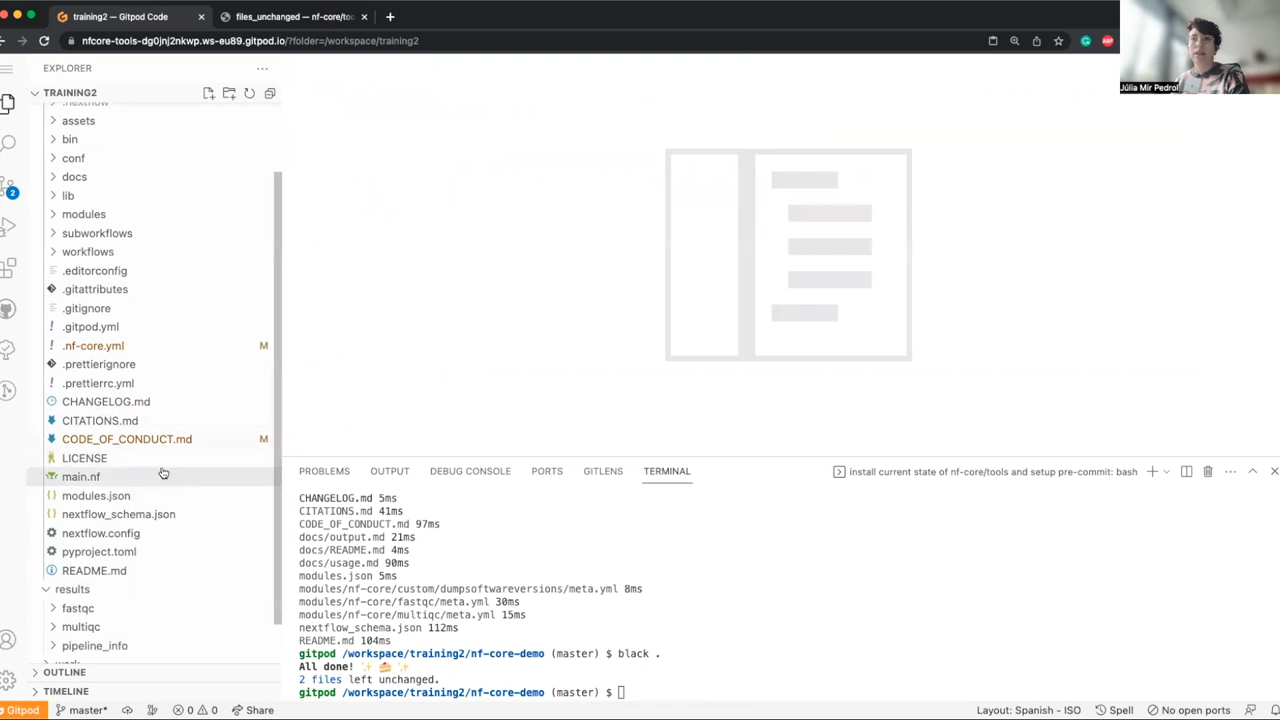 training2 — Gitpod Code
files_unchanged — nf-core/too
nfcore-tools-dg0jnj2nkwp.ws-eu89.gitpod.io/?folder=/workspace/training2
ABP
Júlia Mir Pedrol
EXPLORER
TRAINING2
.nextflow
assets
bin
conf
docs
lib
modules
subworkflows
workflows
.editorconfig
.gitattributes
.gitignore
.gitpod.yml
.nf-core.yml M
.prettierignore
.prettierrc.yml
CHANGELOG.md
CITATIONS.md
CODE_OF_CONDUCT.md M
LICENSE
main.nf
modules.json
nextflow_schema.json
nextflow.config
pyproject.toml
README.md
results
fastqc
multiqc
pipeline_info
work
OUTLINE
TIMELINE
2
PROBLEMS OUTPUT DEBUG CONSOLE PORTS GITLENS TERMINAL
install current state of nf-core/tools and setup pre-commit: bash
CHANGELOG.md 5ms
CITATIONS.md 41ms
CODE_OF_CONDUCT.md 97ms
docs/output.md 21ms
docs/README.md 4ms
docs/usage.md 90ms
modules.json 5ms
modules/nf-core/custom/dumpsoftwareversions/meta.yml 8ms
modules/nf-core/fastqc/meta.yml 30ms
modules/nf-core/multiqc/meta.yml 15ms
nextflow_schema.json 112ms
README.md 104ms
gitpod /workspace/training2/nf-core-demo (master) $ black .
All done! ✨ 🍰 ✨
2 files left unchanged.
gitpod /workspace/training2/nf-core-demo (master) $
Gitpod master* 0 0 Share Layout: Spanish - ISO Spell No open ports